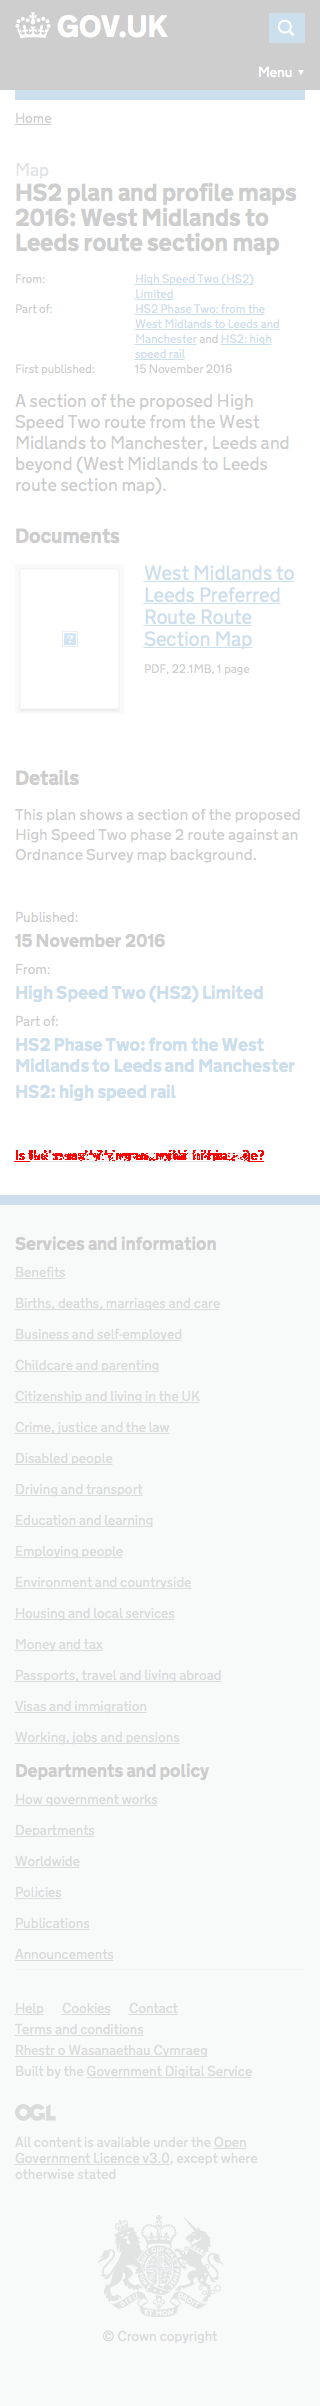 GOV.UK
Menu ▼
Home
Map
HS2 plan and profile maps
2016: West Midlands to
Leeds route section map
From: High Speed Two (HS2)
Limited
Part of: HS2 Phase Two: from the
West Midlands to Leeds and
Manchester and HS2: high
speed rail
First published: 15 November 2016
A section of the proposed High
Speed Two route from the West
Midlands to Manchester, Leeds and
beyond (West Midlands to Leeds
route section map).
Documents
West Midlands to
Leeds Preferred
Route Route
Section Map
PDF, 22.1MB, 1 page
Details
This plan shows a section of the proposed
High Speed Two phase 2 route against an
Ordnance Survey map background.
Published:
15 November 2016
From:
High Speed Two (HS2) Limited
Part of:
HS2 Phase Two: from the West
Midlands to Leeds and Manchester
HS2: high speed rail
Is
Services and information
Benefits
Births, deaths, marriages and care
Business and self-employed
Childcare and parenting
Citizenship and living in the UK
Crime, justice and the law
Disabled people
Driving and transport
Education and learning
Employing people
Environment and countryside
Housing and local services
Money and tax
Passports, travel and living abroad
Visas and immigration
Working, jobs and pensions
Departments and policy
How government works
Departments
Worldwide
Policies
Publications
Announcements
Help Cookies Contact
Terms and conditions
Rhestr o Wasanaethau Cymraeg
Built by the Government Digital Service
OGL
All content is available under the Open
Government Licence v3.0, except where
otherwise stated
© Crown copyright